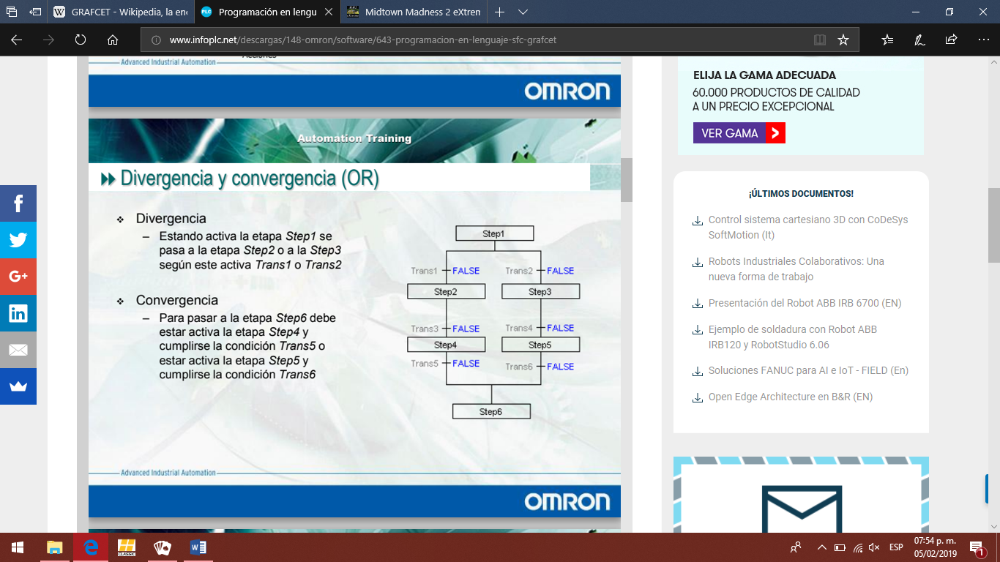 GRAFCET - Wikipedia, la enc
Programación en lengu
Midtown Madness 2 eXtrem
www.infoplc.net/descargas/148-omron/software/643-programacion-en-lenguaje-sfc-grafcet
Acciones
Advanced Industrial Automation
OMRON
Automation Training
Divergencia y convergencia (OR)
Divergencia
– Estando activa la etapa Step1 se
pasa a la etapa Step2 o a la Step3
según este activa Trans1 o Trans2
Convergencia
– Para pasar a la etapa Step6 debe
estar activa la etapa Step4 y
cumplirse la condición Trans5 o
estar activa la etapa Step5 y
cumplirse la condición Trans6
Step1
Trans1 FALSE Trans2 FALSE
Step2 Step3
Trans3 FALSE Trans4 FALSE
Step4 Step5
Trans5 FALSE Trans6 FALSE
Step6
Advanced Industrial Automation
OMRON
ELIJA LA GAMA ADECUADA
60.000 PRODUCTOS DE CALIDAD
A UN PRECIO EXCEPCIONAL
VER GAMA
¡ÚLTIMOS DOCUMENTOS!
Control sistema cartesiano 3D con CoDeSys
SoftMotion (It)
Robots Industriales Colaborativos: Una
nueva forma de trabajo
Presentación del Robot ABB IRB 6700 (EN)
Ejemplo de soldadura con Robot ABB
IRB120 y RobotStudio 6.06
Soluciones FANUC para AI e IoT - FIELD (En)
Open Edge Architecture en B&R (EN)
ESP
07:54 p. m.
05/02/2019
1